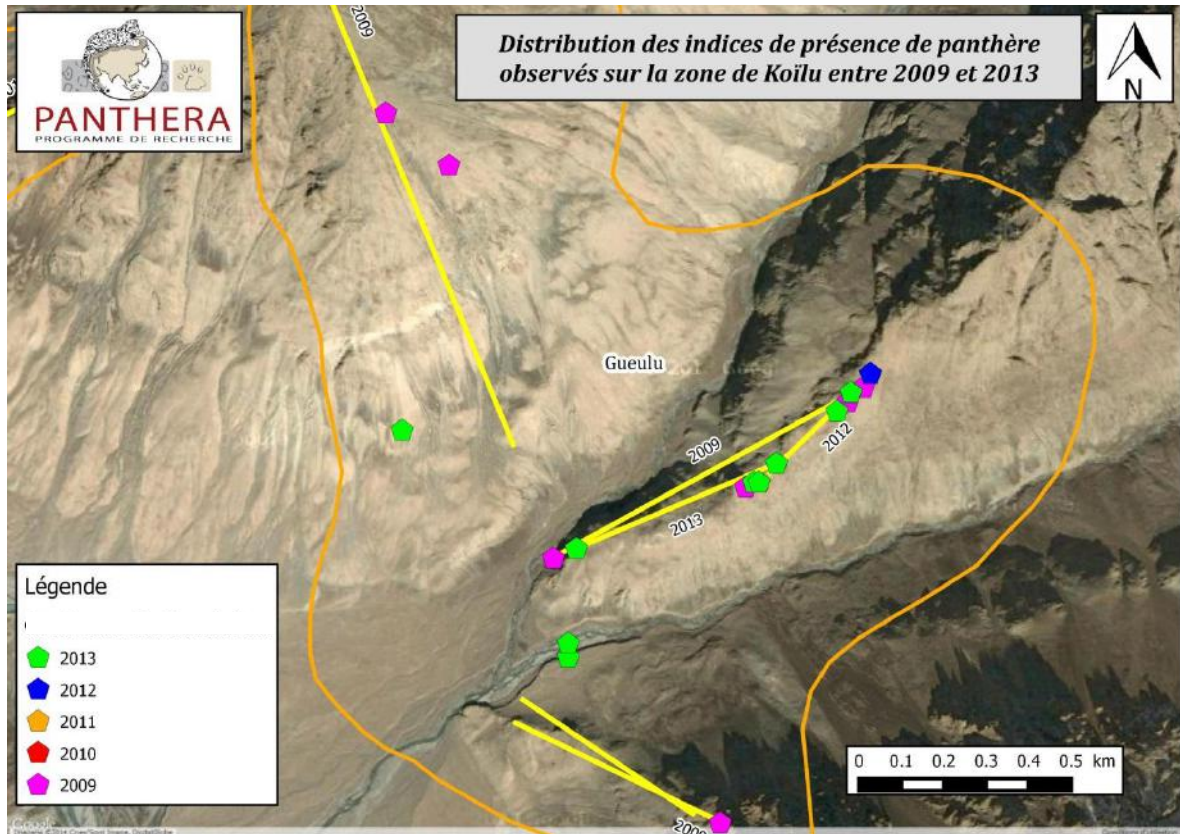 Distribution des indices de présence de panthère
observés sur la zone de Koïlu entre 2009 et 2013
N
PANTHERA
PROGRAMME DE RECHERCHE
2009
Gueulu
2009
2012
2013
Légende
2013
2012
2011
2010
2009
0 0.1 0.2 0.3 0.4 0.5 km
Google